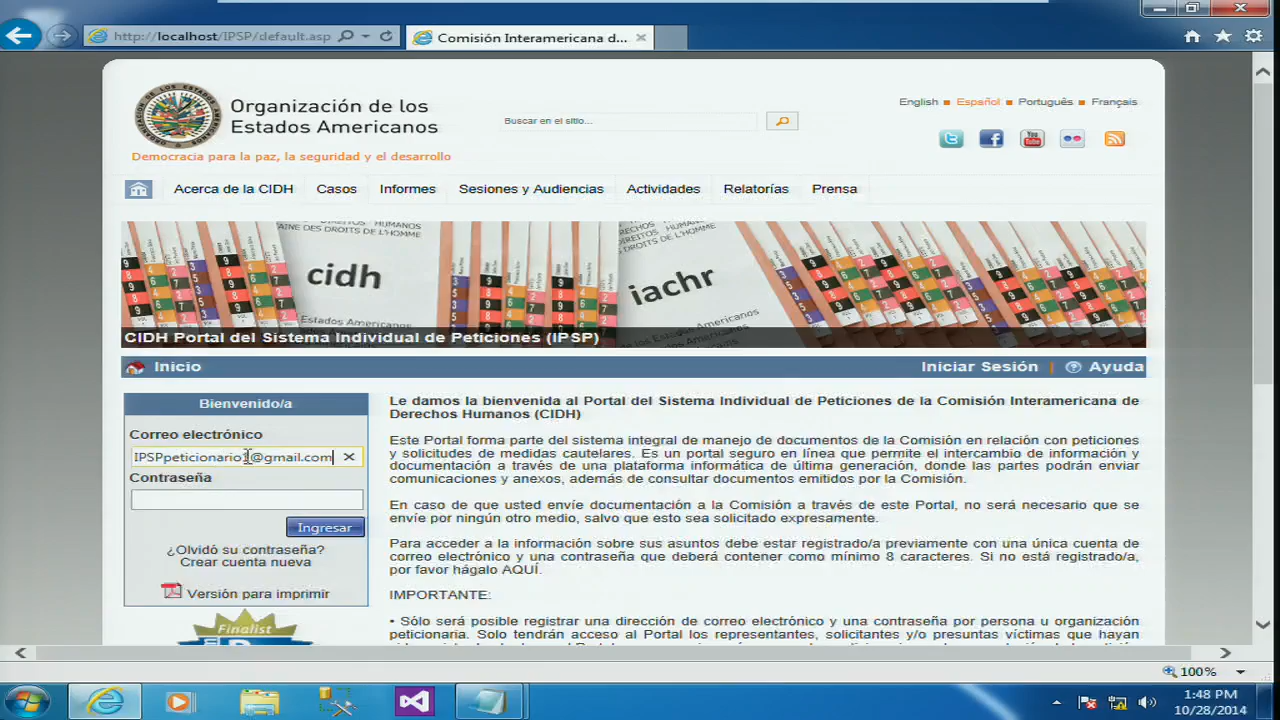 http://localhost/IPSP/default.asp
Comisión Interamericana d...
Organización de los
Estados Americanos
Democracia para la paz, la seguridad y el desarrollo
Buscar en el sitio...
English Español Português Français
You Tube
Acerca de la CIDH Casos Informes Sesiones y Audiencias Actividades Relatorías Prensa
cidh
iachr
CIDH Portal del Sistema Individual de Peticiones (IPSP)
Inicio
Iniciar Sesión | Ayuda
Bienvenido/a
Correo electrónico
IPSPpeticionario1@gmail.com
Contraseña
Ingresar
¿Olvidó su contraseña?
Crear cuenta nueva
Versión para imprimir
Finalist
Le damos la bienvenida al Portal del Sistema Individual de Peticiones de la Comisión Interamericana de
Derechos Humanos (CIDH)
Este Portal forma parte del sistema integral de manejo de documentos de la Comisión en relación con peticiones
y solicitudes de medidas cautelares. Es un portal seguro en línea que permite el intercambio de información y
documentación a través de una plataforma informática de última generación, donde las partes podrán enviar
comunicaciones y anexos, además de consultar documentos emitidos por la Comisión.
En caso de que usted envíe documentación a la Comisión a través de este Portal, no será necesario que se
envíe por ningún otro medio, salvo que esto sea solicitado expresamente.
Para acceder a la información sobre sus asuntos debe estar registrado/a previamente con una única cuenta de
correo electrónico y una contraseña que deberá contener como mínimo 8 caracteres. Si no está registrado/a,
por favor hágalo AQUÍ.
IMPORTANTE:
• Sólo será posible registrar una dirección de correo electrónico y una contraseña por persona u organización
peticionaria. Solo tendrán acceso al Portal los representantes, solicitantes y/o presuntas víctimas que hayan
100%
1:48 PM
10/28/2014